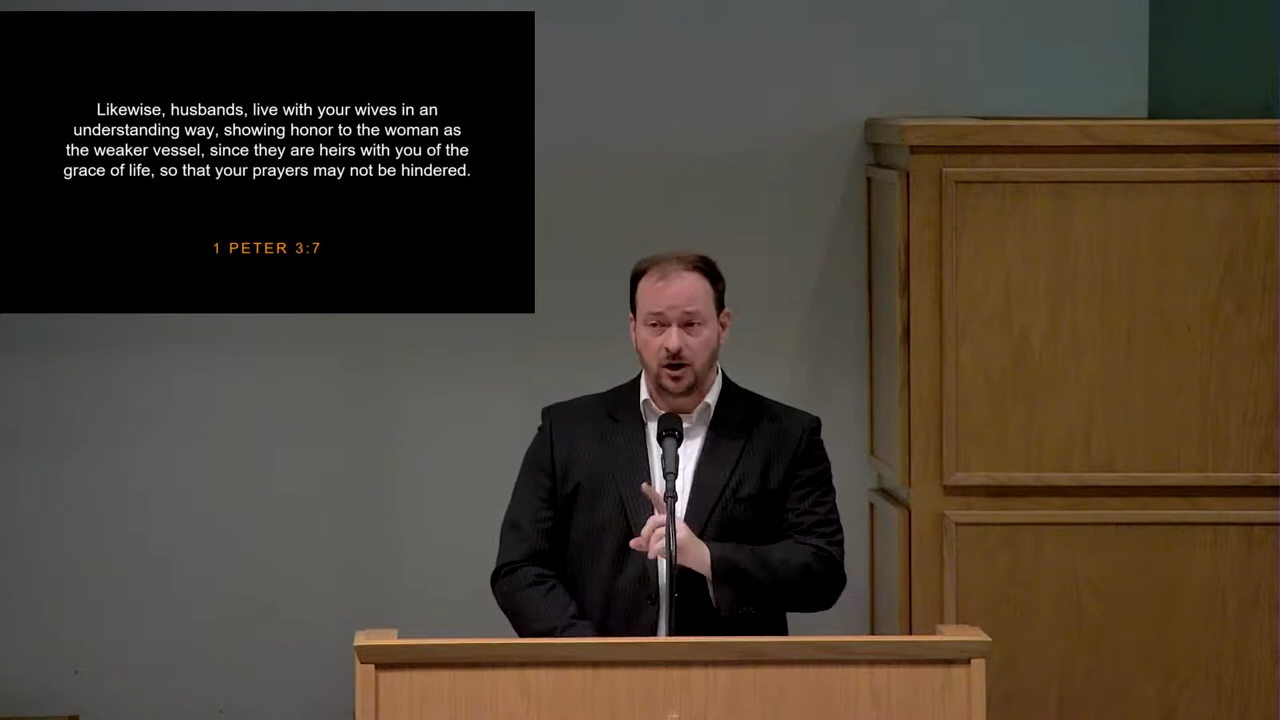 Likewise, husbands, live with your wives in an
understanding way, showing honor to the woman as
the weaker vessel, since they are heirs with you of the
grace of life, so that your prayers may not be hindered.
1 PETER 3:7